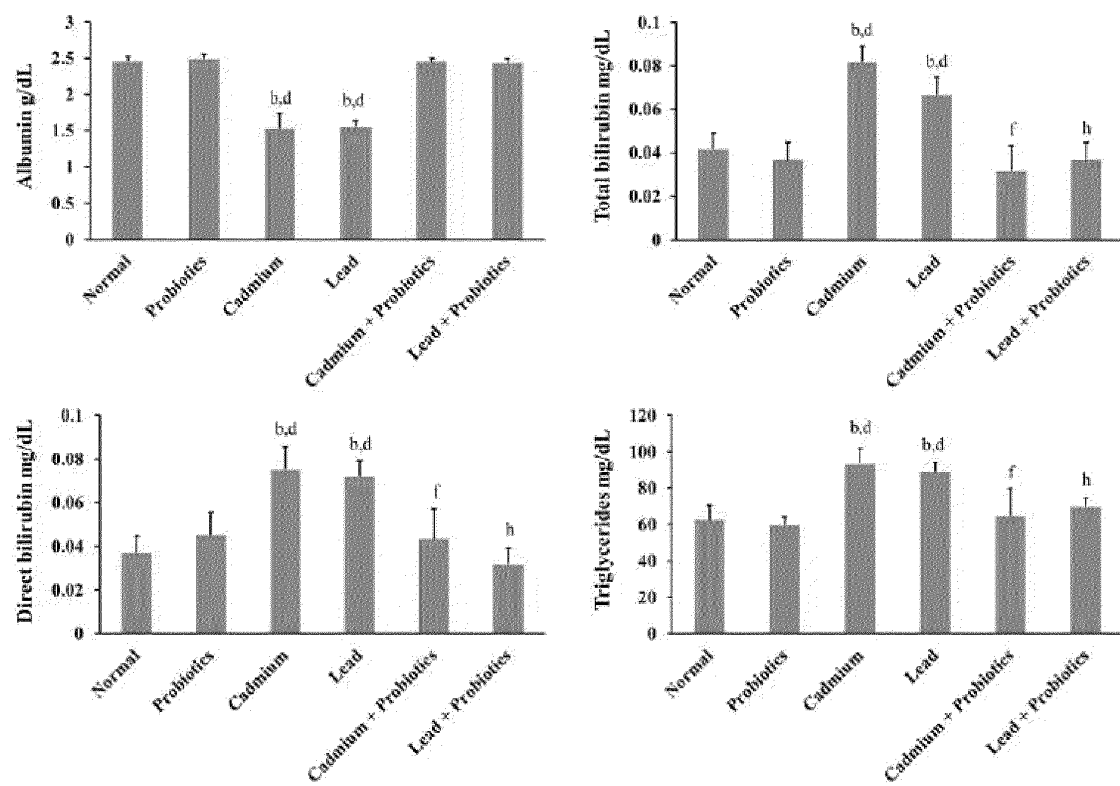 Albumin g/dL
3
2.5
2
1.5
1
0.5
0
b,d
b,d
Normal
Probiotics
Cadmium
Lead
Cadmium + Probiotics
Lead + Probiotics
Total bilirubin mg/dL
0.1
0.08
0.06
0.04
0.02
0
b,d
b,d
f
h
Normal
Probiotics
Cadmium
Lead
Cadmium + Probiotics
Lead + Probiotics
Direct bilirubin mg/dL
0.1
0.08
0.06
0.04
0.02
0
b,d
b,d
f
h
Normal
Probiotics
Cadmium
Lead
Cadmium + Probiotics
Lead + Probiotics
Triglycerides mg/dL
120
100
80
60
40
20
0
b,d
b,d
f
h
Normal
Probiotics
Cadmium
Lead
Cadmium + Probiotics
Lead + Probiotics